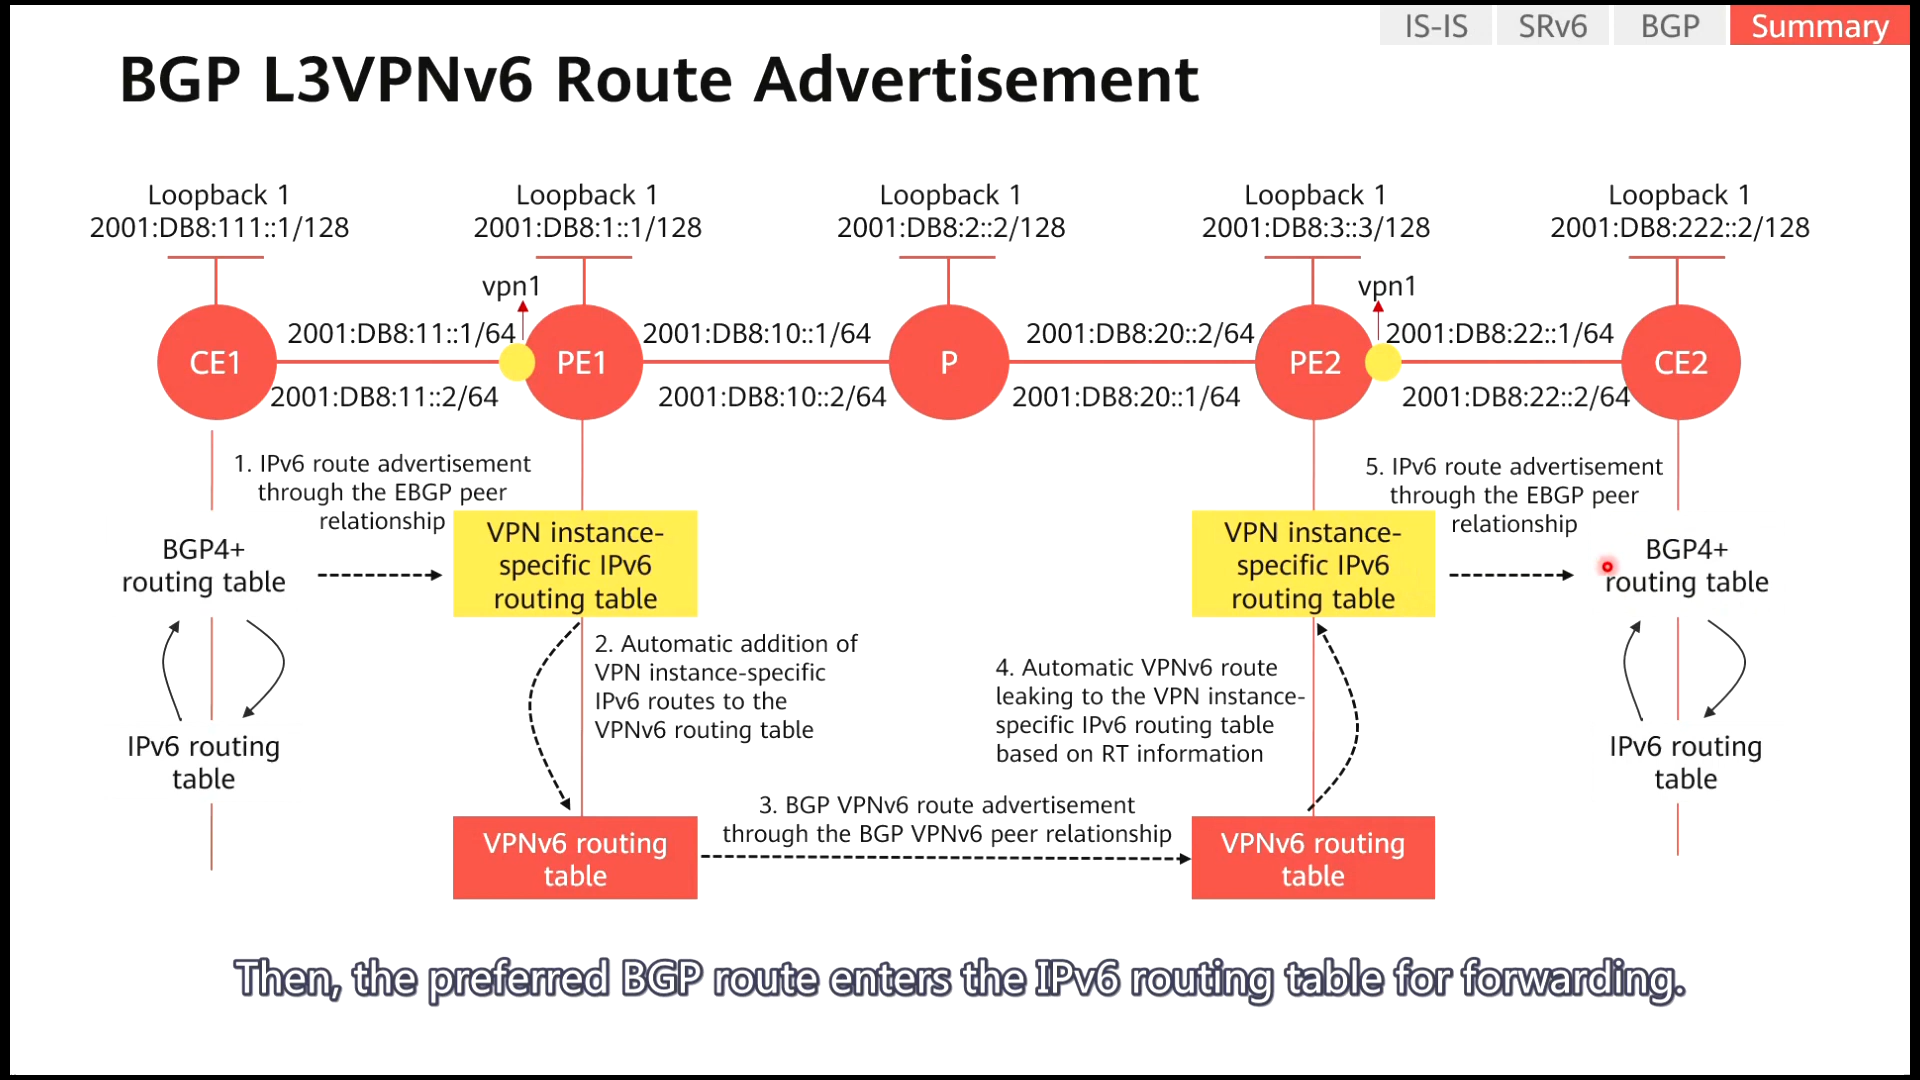 IS-IS
SRv6
BGP
Summary
BGP L3VPNv6 Route Advertisement
Loopback 1
2001:DB8:111::1/128
Loopback 1
2001:DB8:1::1/128
Loopback 1
2001:DB8:2::2/128
Loopback 1
2001:DB8:3::3/128
Loopback 1
2001:DB8:222::2/128
vpn1
vpn1
2001:DB8:11::1/64
2001:DB8:10::1/64
2001:DB8:20::2/64
2001:DB8:22::1/64
CE1
PE1
P
PE2
CE2
2001:DB8:11::2/64
2001:DB8:10::2/64
2001:DB8:20::1/64
2001:DB8:22::2/64
1. IPv6 route advertisement
through the EBGP peer
relationship
5. IPv6 route advertisement
through the EBGP peer
relationship
BGP4+
routing table
VPN instance-
specific IPv6
routing table
VPN instance-
specific IPv6
routing table
BGP4+
routing table
2. Automatic addition of
VPN instance-specific
IPv6 routes to the
VPNv6 routing table
4. Automatic VPNv6 route
leaking to the VPN instance-
specific IPv6 routing table
based on RT information
IPv6 routing
table
IPv6 routing
table
3. BGP VPNv6 route advertisement
through the BGP VPNv6 peer relationship
VPNv6 routing
table
VPNv6 routing
table
Then, the preferred BGP route enters the IPv6 routing table for forwarding.